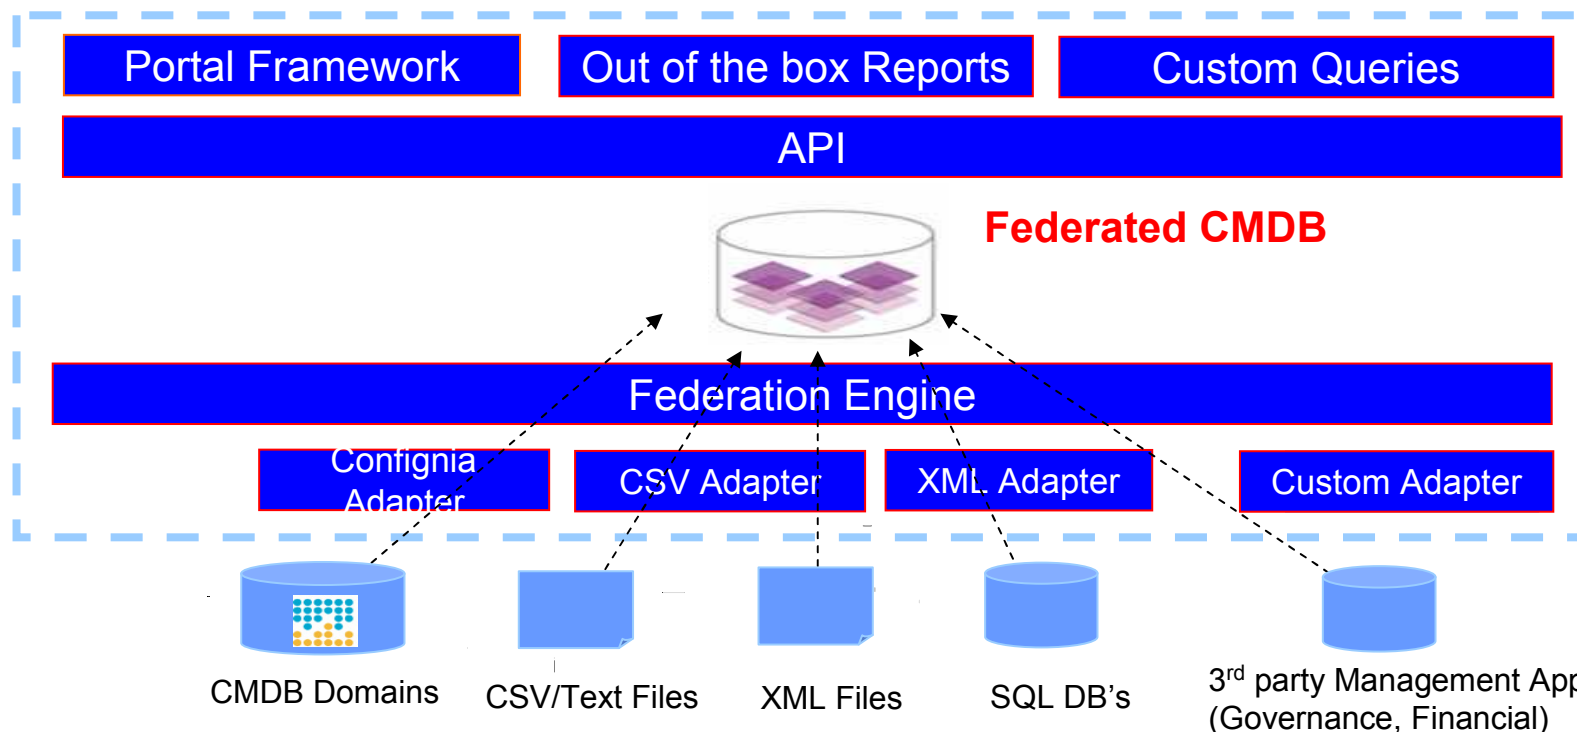 Portal Framework
Out of the box Reports
Custom Queries
API
Federated CMDB
Federation Engine
Confignia
Adapter
CSV Adapter
XML Adapter
Custom Adapter
CMDB Domains
CSV/Text Files
XML Files
SQL DB's
3rd party Management App
(Governance, Financial)